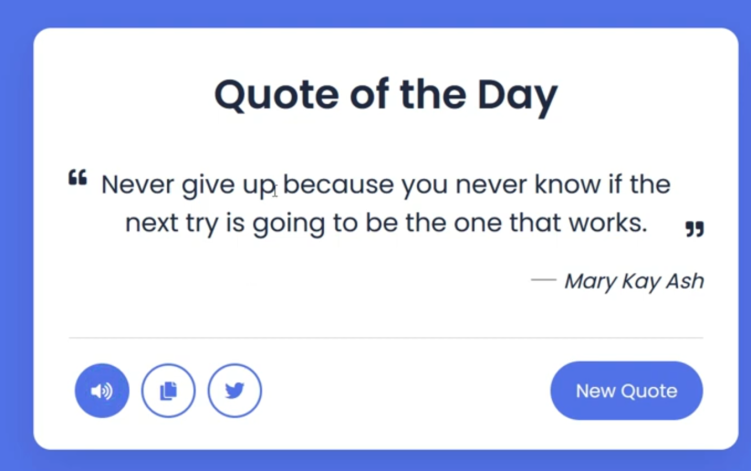 Quote of the Day
“ Never give up because you never know if the
next try is going to be the one that works. ”
— Mary Kay Ash
New Quote